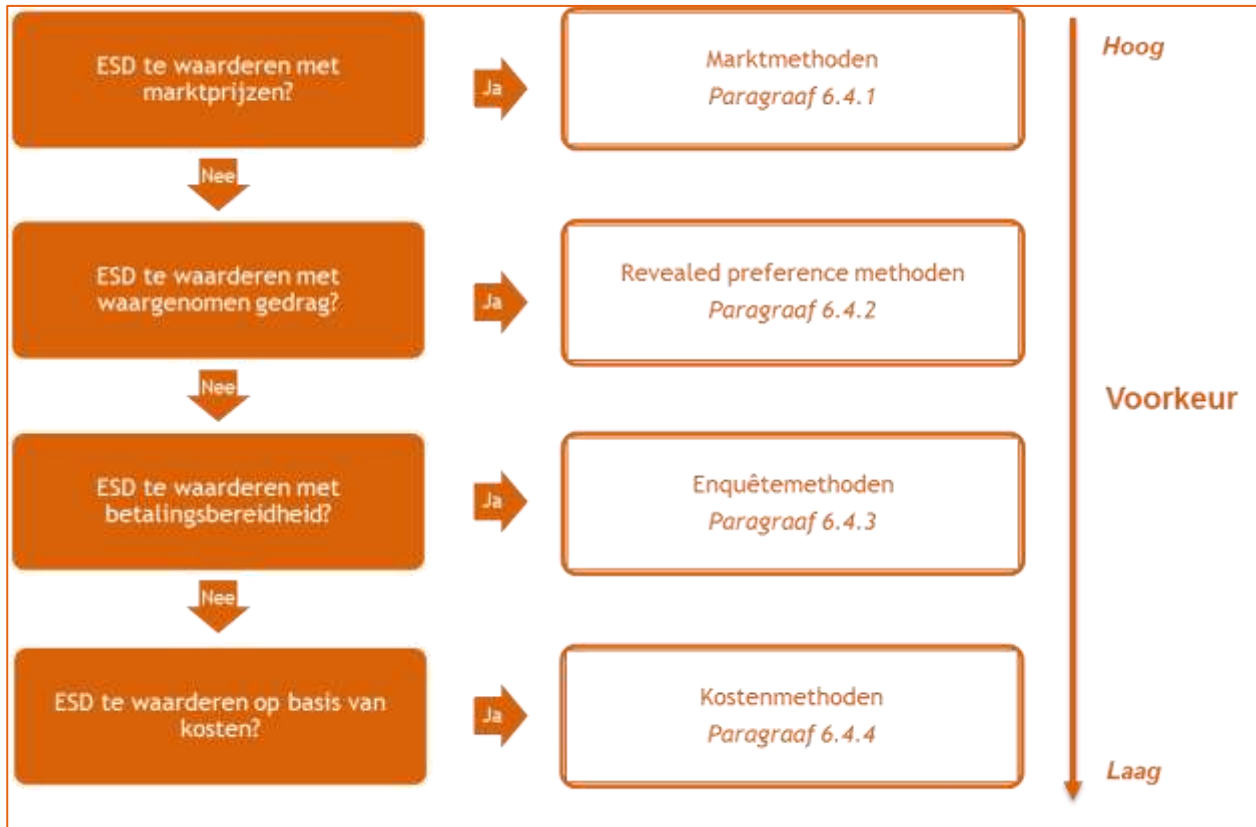 ESD te waarderen met
marktprijzen?
Ja
Marktmethoden
Paragraaf 6.4.1
Hoog
Nee
ESD te waarderen met
waargenomen gedrag?
Ja
Revealed preference methoden
Paragraaf 6.4.2
Nee
Voorkeur
ESD te waarderen met
betalingsbereidheid?
Ja
Enquêtemethoden
Paragraaf 6.4.3
Nee
ESD te waarderen op basis van
kosten?
Ja
Kostenmethoden
Paragraaf 6.4.4
Laag